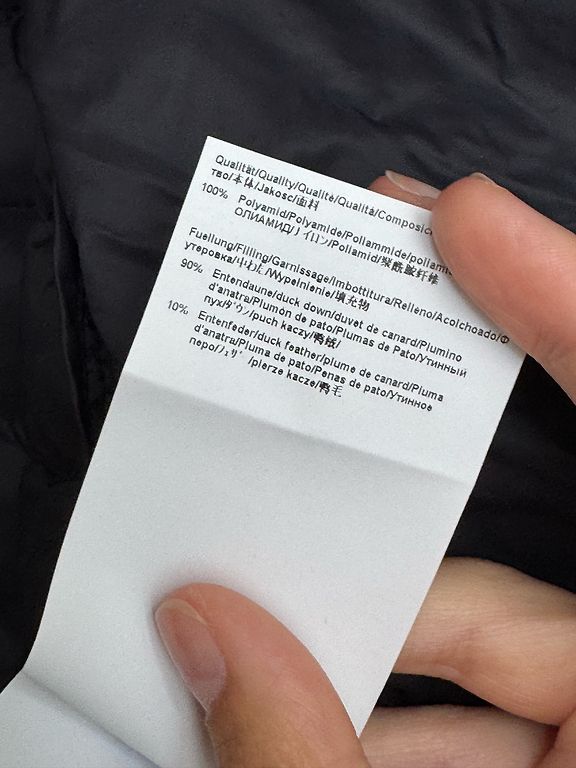 Qualität/Quality/Qualité/Qualità/Composició
тво/本体/Jakosc/面料
100% Polyamid/Polyamide/Poliammide/poliami
ОЛИАМИД/ナイロン/Poliamid/聚酰胺纤维
Fuellung/Filling/Garnissage/Imbottitura/Relleno/Acolchoado/Ф
утеровка/中わた/Wypelnienie/填充物
90% Entendaune/duck down/duvet de canard/Piumino
d'anatra/Plumón de pato/Plumas de Pato/Утинный
пух/ダウン/puch kaczy/鸭绒/
10% Entenfeder/duck feather/plume de canard/Piuma
d'anatra/Pluma de pato/Penas de pato/Утиное
перо/フェザー/pierze kacze/鸭毛